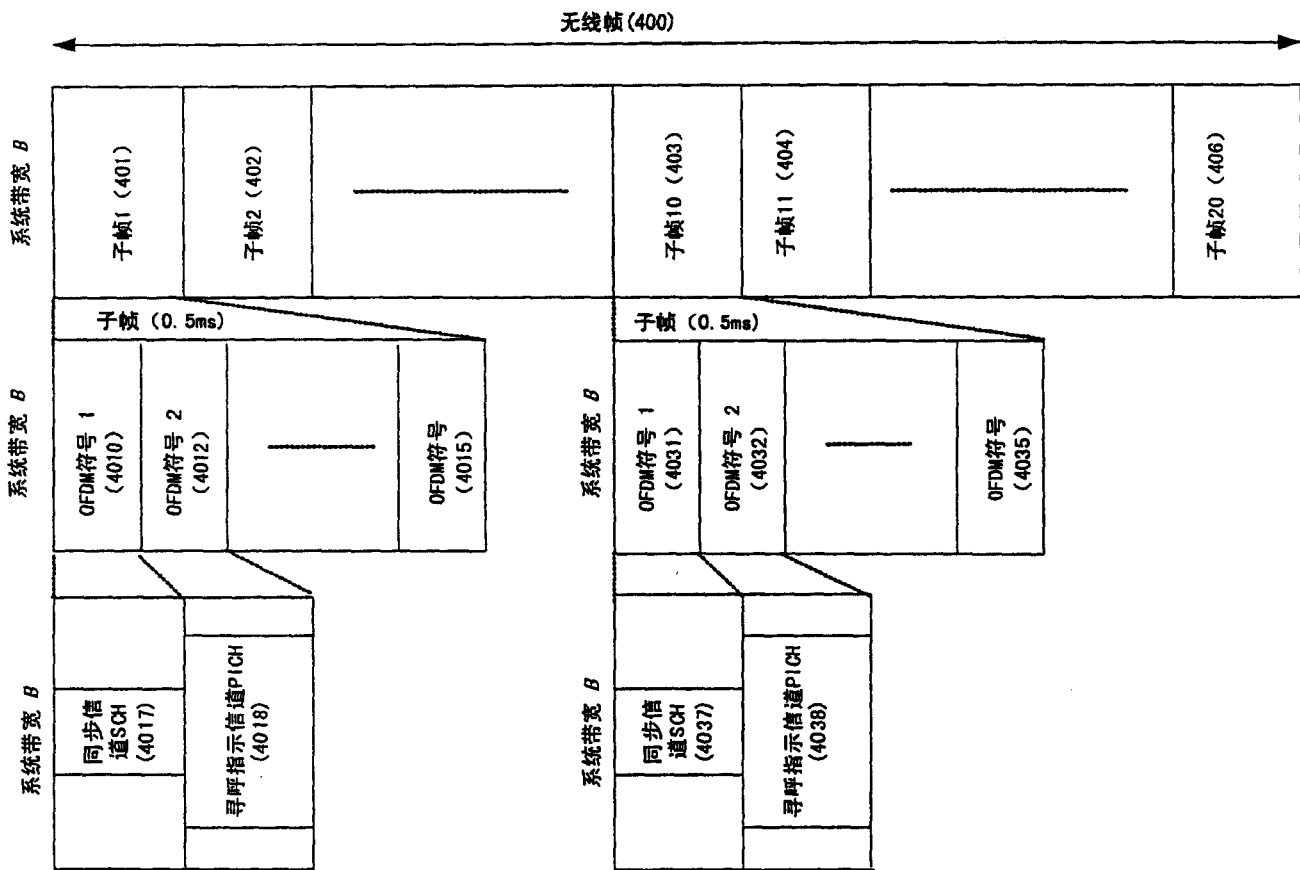 无线帧(400)
系统带宽 B
子帧1 (401)
子帧2 (402)
子帧10 (403)
子帧11 (404)
子帧20 (406)
子帧 (0.5ms)
子帧 (0.5ms)
系统带宽 B
OFDM符号 1
(4010)
OFDM符号 2
(4012)
OFDM符号
(4015)
系统带宽 B
OFDM符号 1
(4031)
OFDM符号 2
(4032)
OFDM符号
(4035)
系统带宽 B
同步信
道SCH
(4017)
寻呼指示信道PICH
(4018)
系统带宽 B
同步信
道SCH
(4037)
寻呼指示信道PICH
(4038)